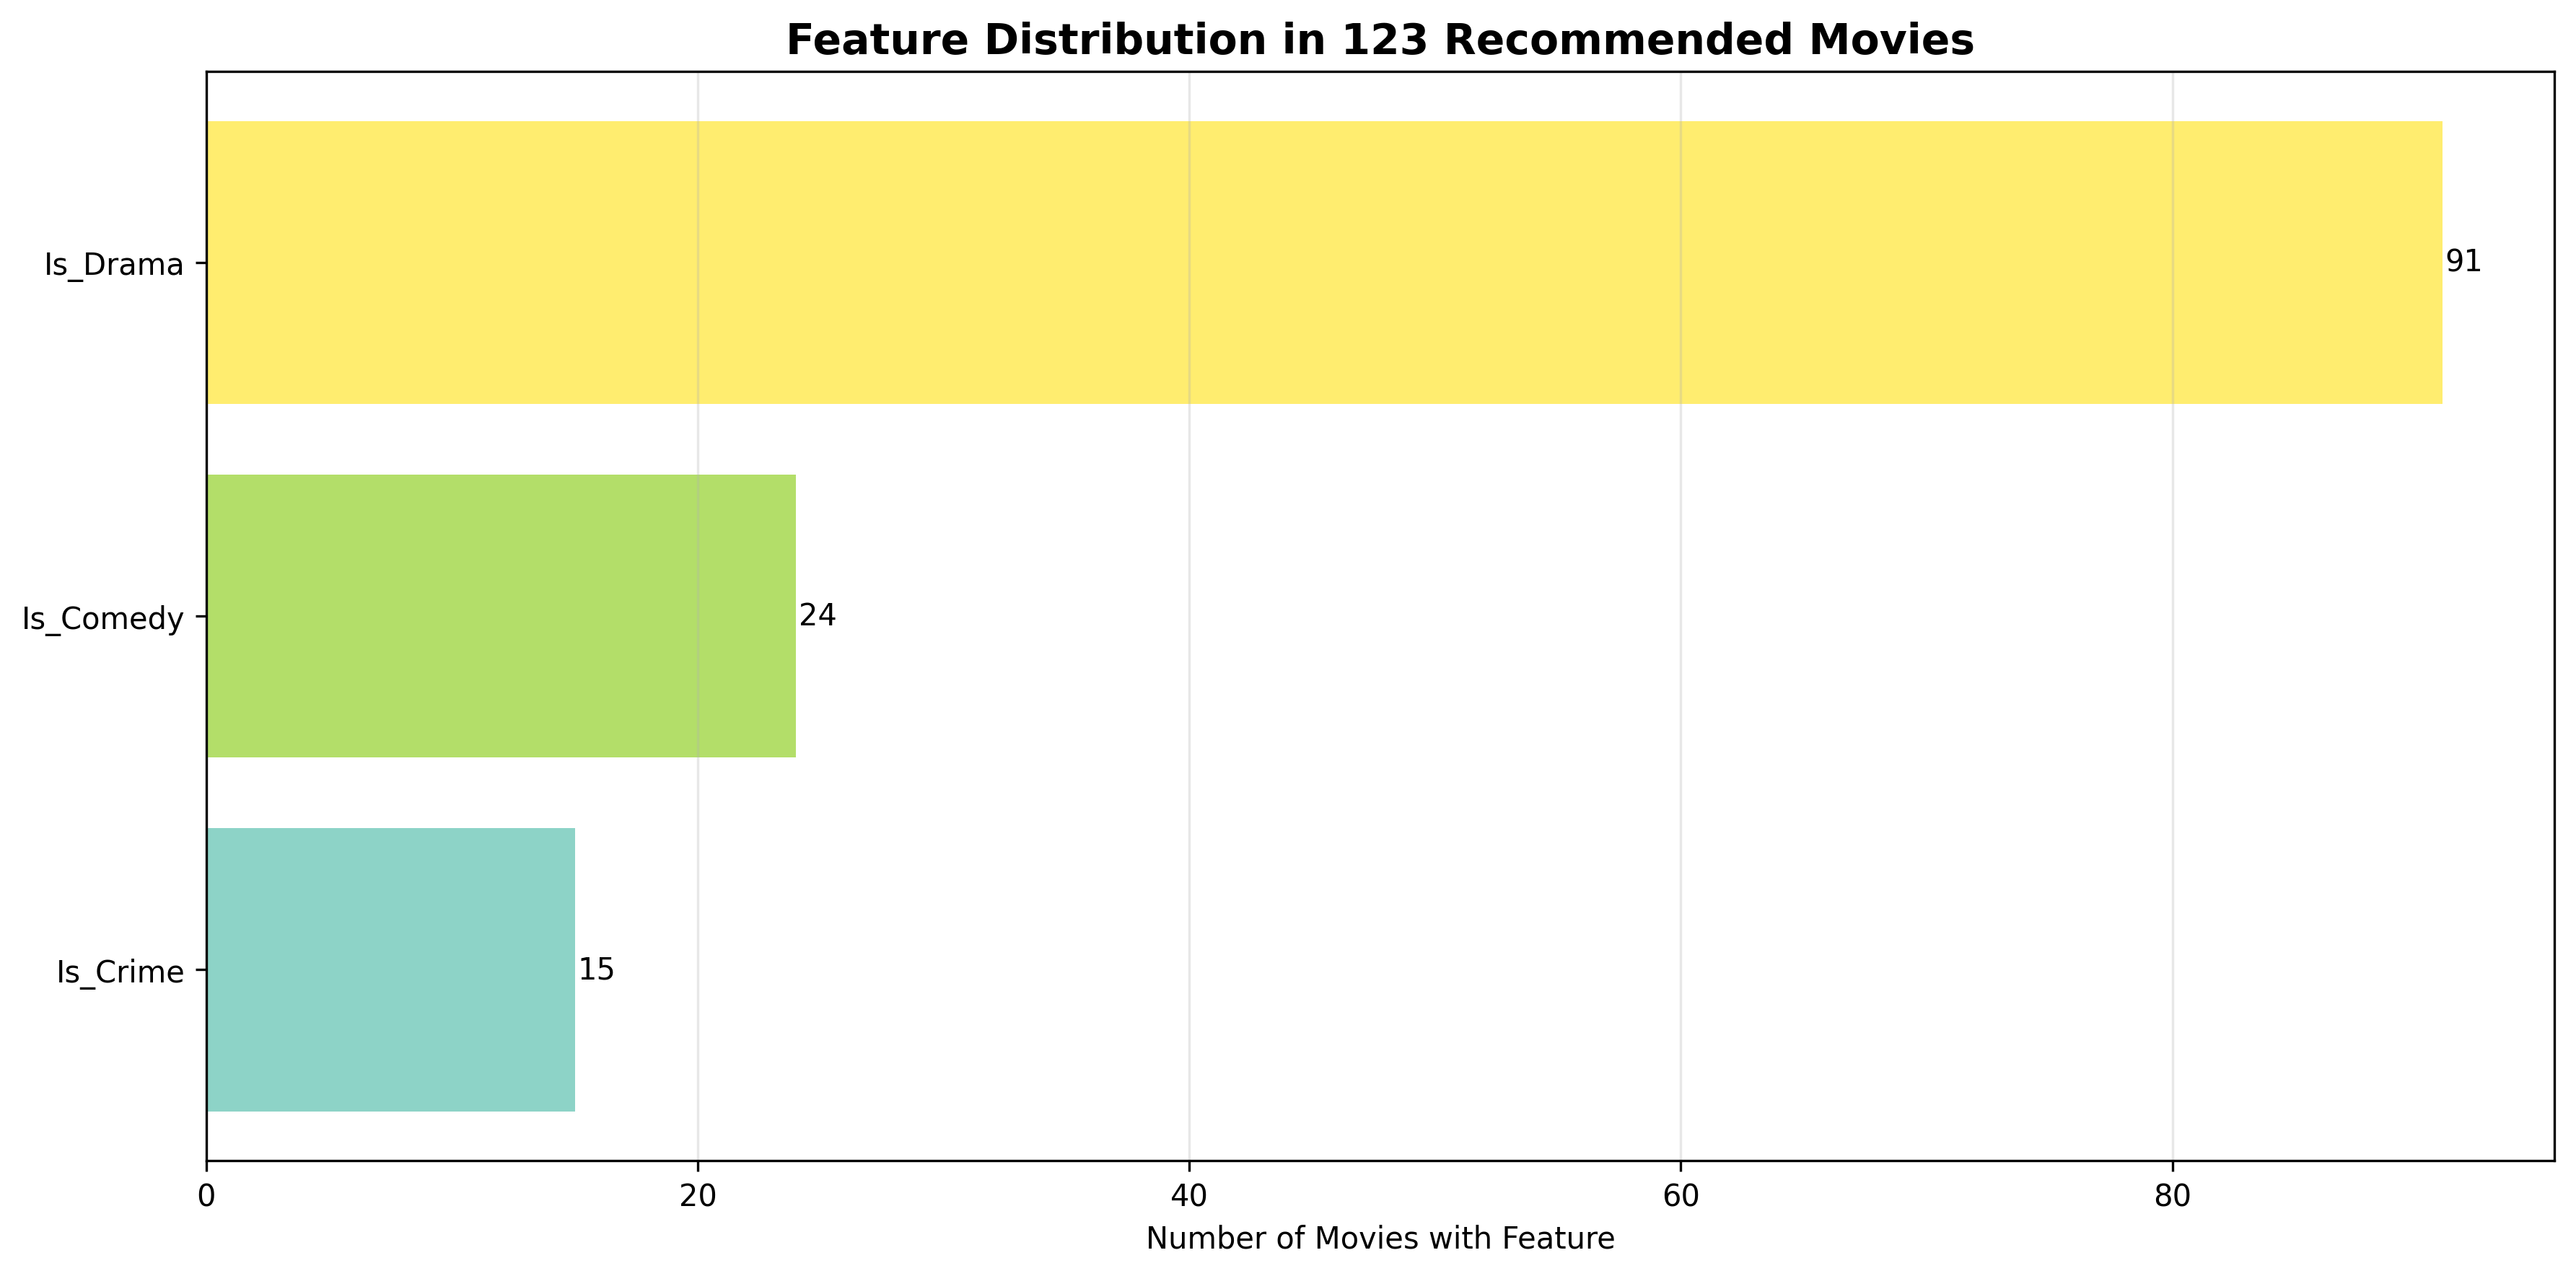 Feature Distribution in 123 Recommended Movies
Is_Drama
91
Is_Comedy
24
Is_Crime
15
0 20 40 60 80
Number of Movies with Feature